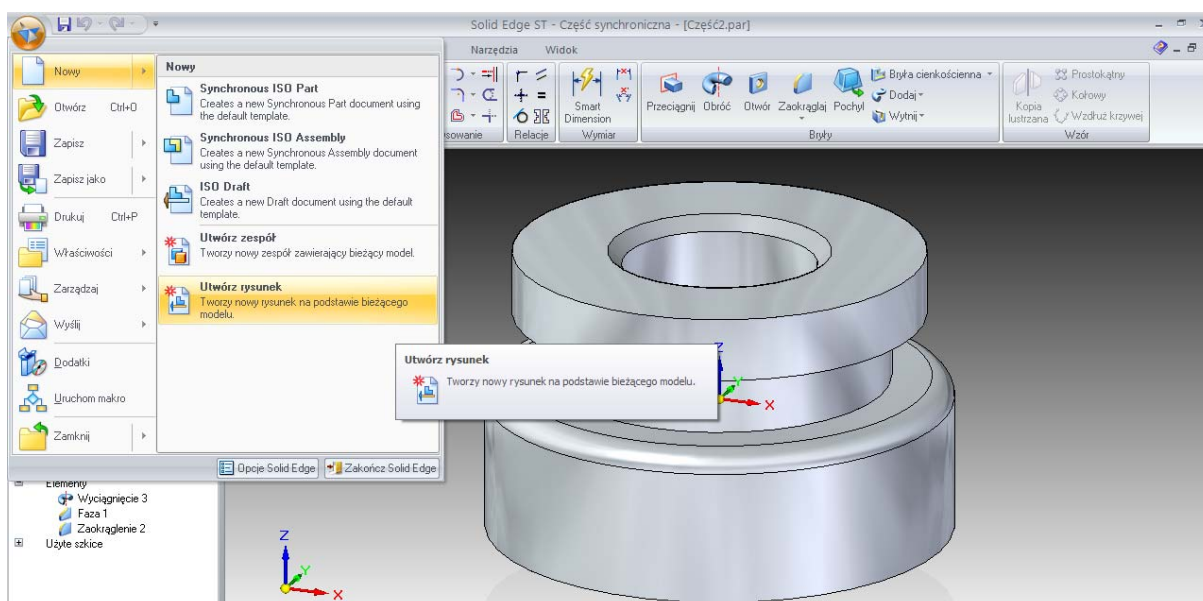 Solid Edge ST - Część synchroniczna - [Część2.par]
Narzędzia Widok
Nowy
Otwórz Ctrl+O
Zapisz
Zapisz jako
Drukuj Ctrl+P
Właściwości
Zarządzaj
Wyślij
Dodatki
Uruchom makro
Zamknij
Nowy
Synchronous ISO Part
Creates a new Synchronous Part document using
the default template.
Synchronous ISO Assembly
Creates a new Synchronous Assembly document
using the default template.
ISO Draft
Creates a new Draft document using the default
template.
Utwórz zespół
Tworzy nowy zespół zawierający bieżący model.
Utwórz rysunek
Tworzy nowy rysunek na podstawie bieżącego
modelu.
Opcje Solid Edge Zakończ Solid Edge
sowanie
Relacje
Smart
Dimension
Wymiar
Przeciągnij Obróć Otwór Zaokrąglaj Pochyl
Bryła cienkościenna
Dodaj
Wytnij
Bryły
Kopia
lustrzana
Prostokątny
Kołowy
Wzdłuż krzywej
Wzór
Utwórz rysunek
Tworzy nowy rysunek na podstawie bieżącego modelu.
Z
Y
X
Elementy
Wyciągnięcie 3
Faza 1
Zaokrąglenie 2
Użyte szkice
Z
Y
X